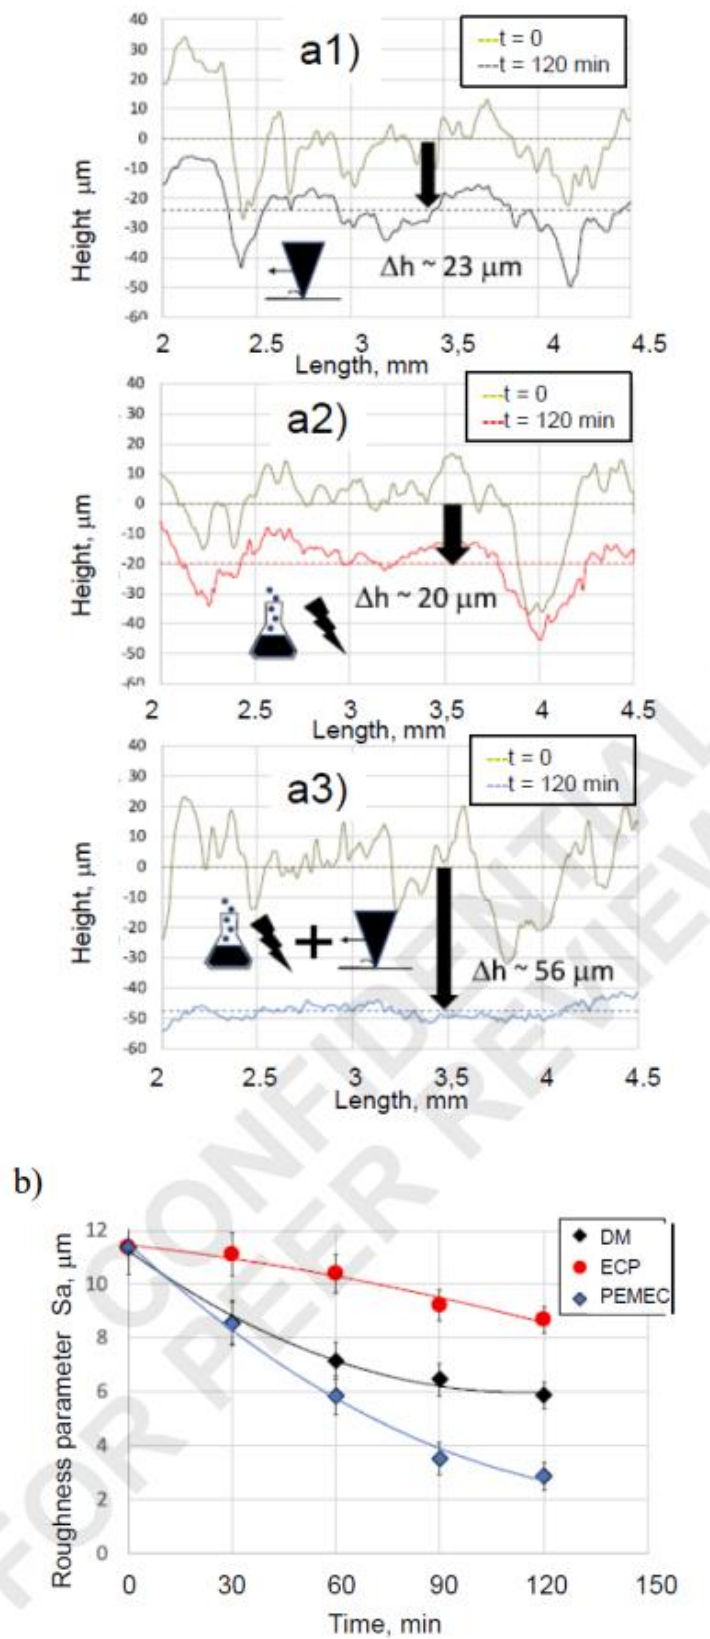 a1)
t = 0
t = 120 min
40
30
20
10
0
-10
-20
-30
-40
-50
-60
Height μm
Δh ~ 23 μm
2 2.5 3 3,5 4 4.5
Length, mm
a2)
t = 0
t = 120 min
40
30
20
10
0
-10
-20
-30
-40
-50
-60
Height, μm
Δh ~ 20 μm
2 2.5 3 3,5 4 4.5
Length, mm
a3)
t = 0
t = 120 min
40
30
20
10
0
-10
-20
-30
-40
-50
-60
Height, μm
+
Δh ~ 56 μm
2 2.5 3 3,5 4 4.5
Length, mm
CONFIDENTIAL
FOR PEER REVIEW
b)
DM
ECP
PEMEC
12
10
8
6
4
2
0
Roughness parameter Sa, μm
0 30 60 90 120 150
Time, min